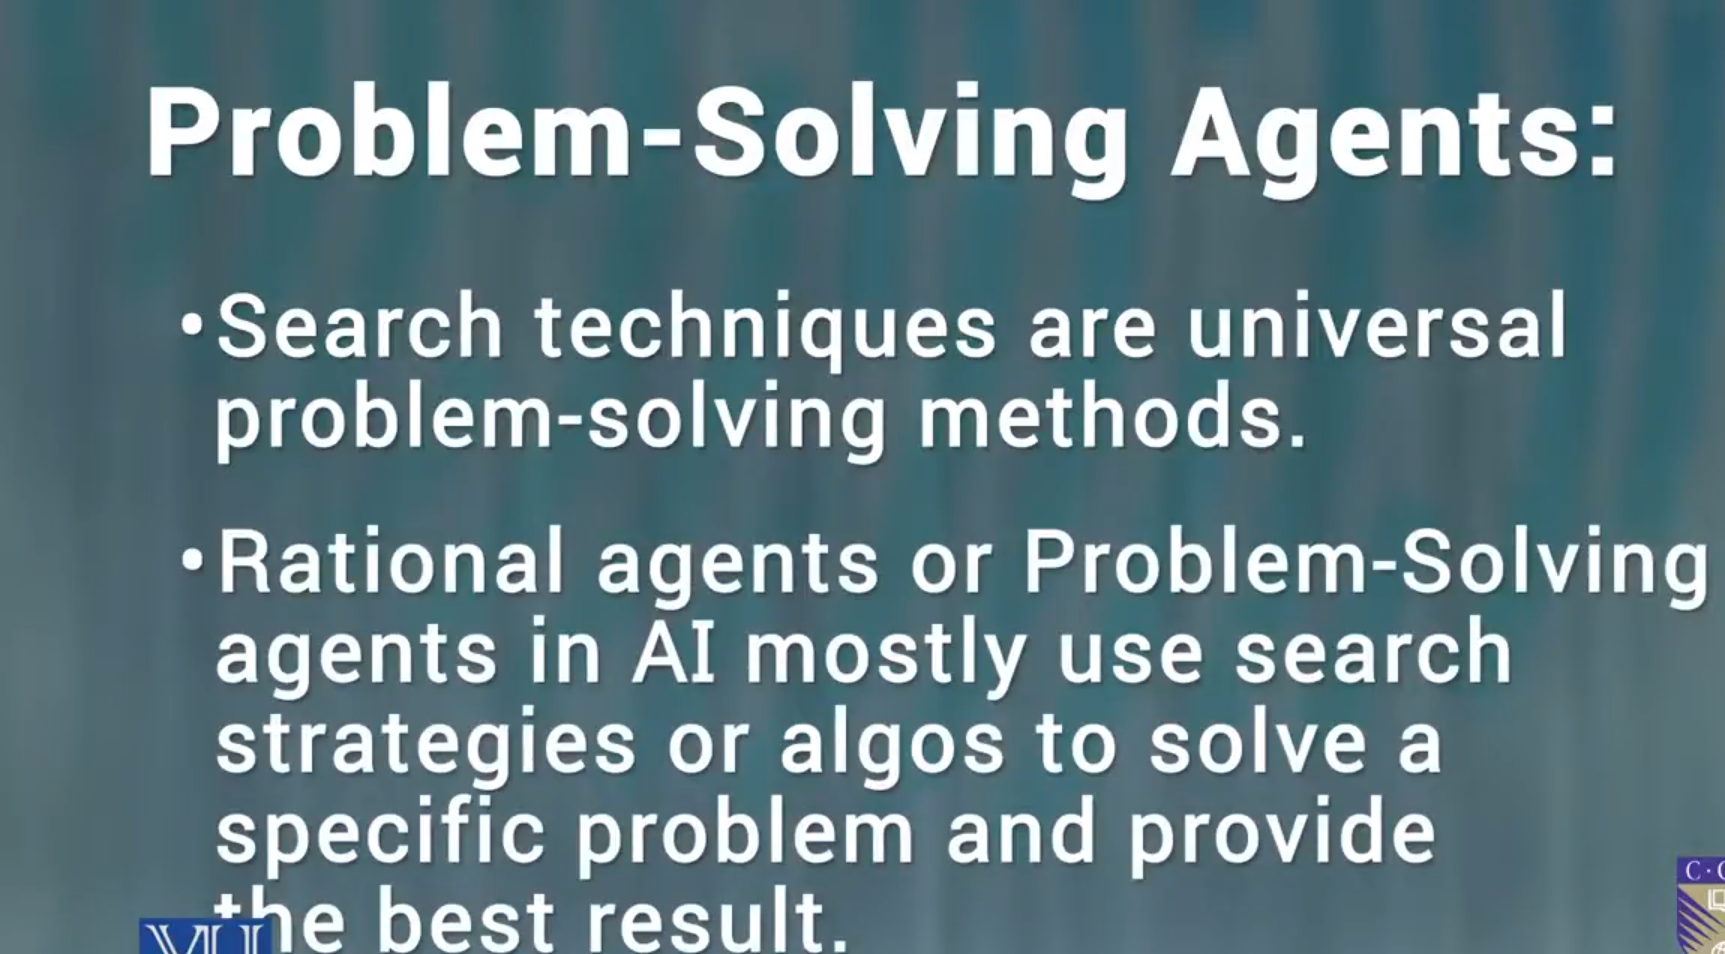 Problem-Solving Agents:
•Search techniques are universal
problem-solving methods.
•Rational agents or Problem-Solving
agents in AI mostly use search
strategies or algos to solve a
specific problem and provide
the best result.
VU
C·C